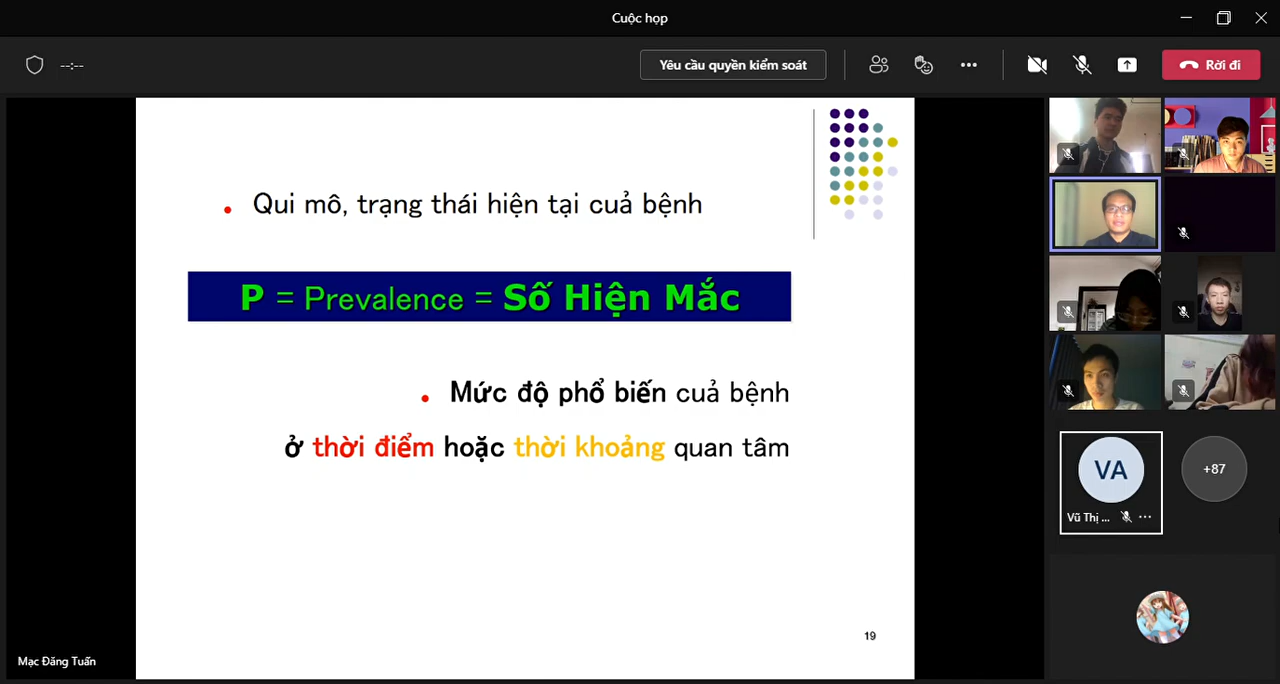 Cuộc họp
--:--
Yêu cầu quyền kiểm soát
Rời đi
Qui mô, trạng thái hiện tại cuả bệnh
P = Prevalence = Số Hiện Mắc
Mức độ phổ biến cuả bệnh
ở thời điểm hoặc thời khoảng quan tâm
19
Mạc Đăng Tuấn
VA
Vũ Thị ...
+87